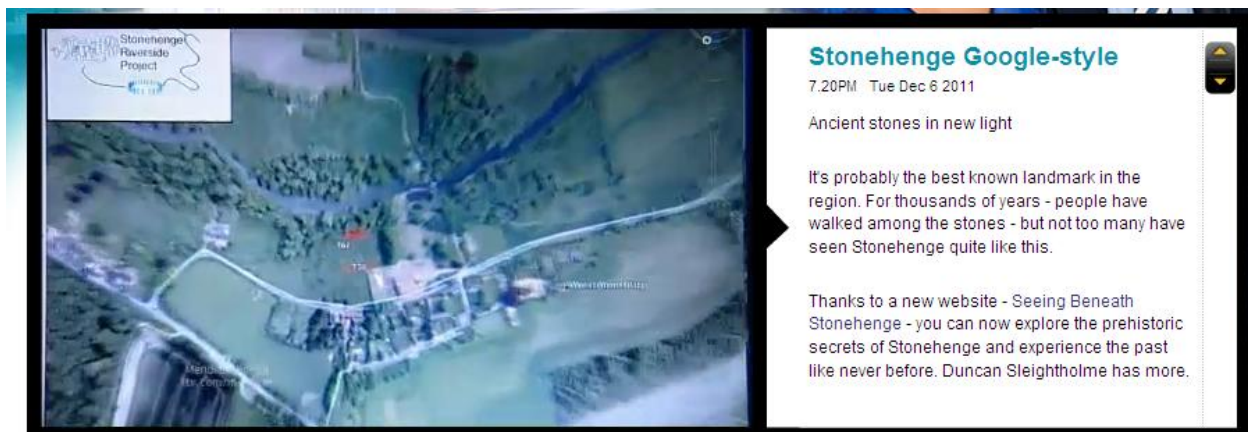 Stonehenge
Riverside
Project
Stonehenge Google-style
7.20PM Tue Dec 6 2011
Ancient stones in new light
It's probably the best known landmark in the
region. For thousands of years - people have
walked among the stones - but not too many have
seen Stonehenge quite like this.
Thanks to a new website - Seeing Beneath
Stonehenge - you can now explore the prehistoric
secrets of Stonehenge and experience the past
like never before. Duncan Sleightholme has more.